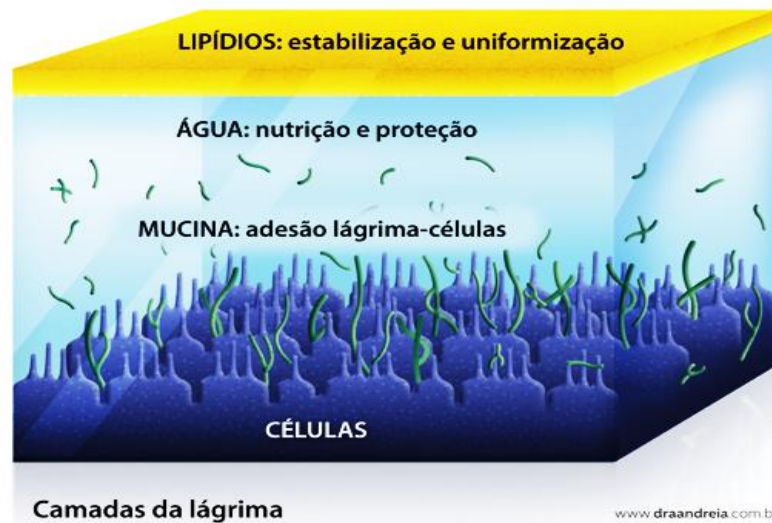 LIPÍDIOS: estabilização e uniformização
ÁGUA: nutrição e proteção
MUCINA: adesão lágrima-células
CÉLULAS
Camadas da lágrima
www.draandreia.com.b